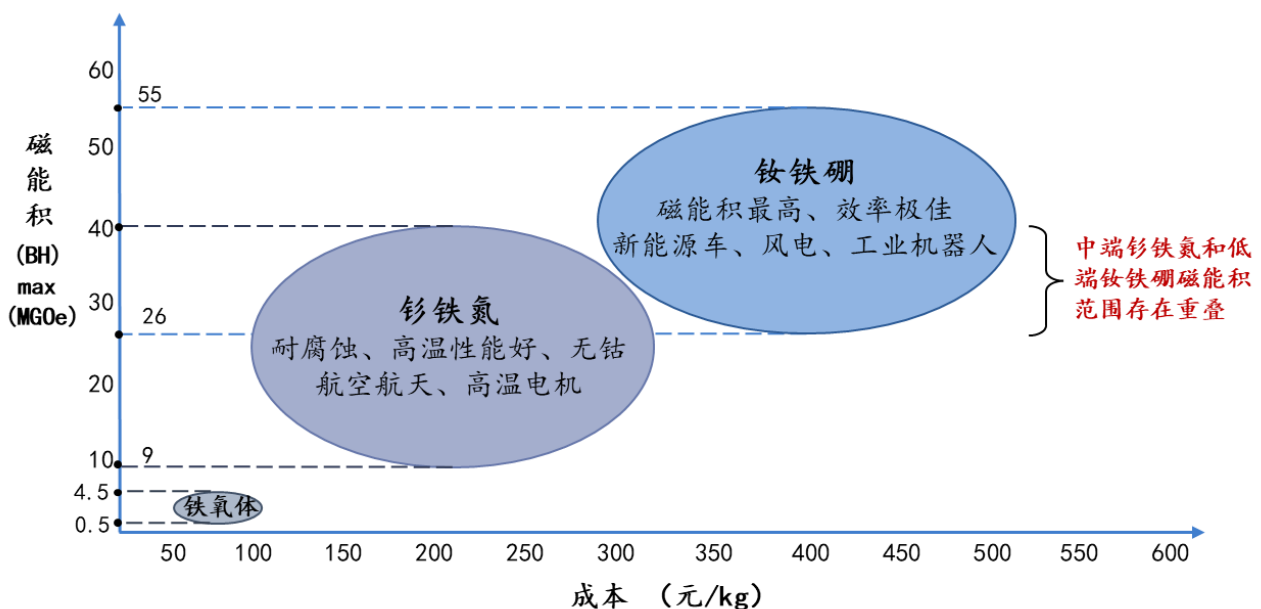 磁
能
积
(BH)
max
(MGOe)
60
55
50
40
30
26
20
10
9
4.5
0.5
钕铁硼
磁能积最高、效率极佳
新能源车、风电、工业机器人
钐铁氮
耐腐蚀、高温性能好、无钴
航空航天、高温电机
铁氧体
中端钐铁氮和低
端钕铁硼磁能积
范围存在重叠
50 100 150 200 250 300 350 400 450 500 550 600
成本 （元/kg）